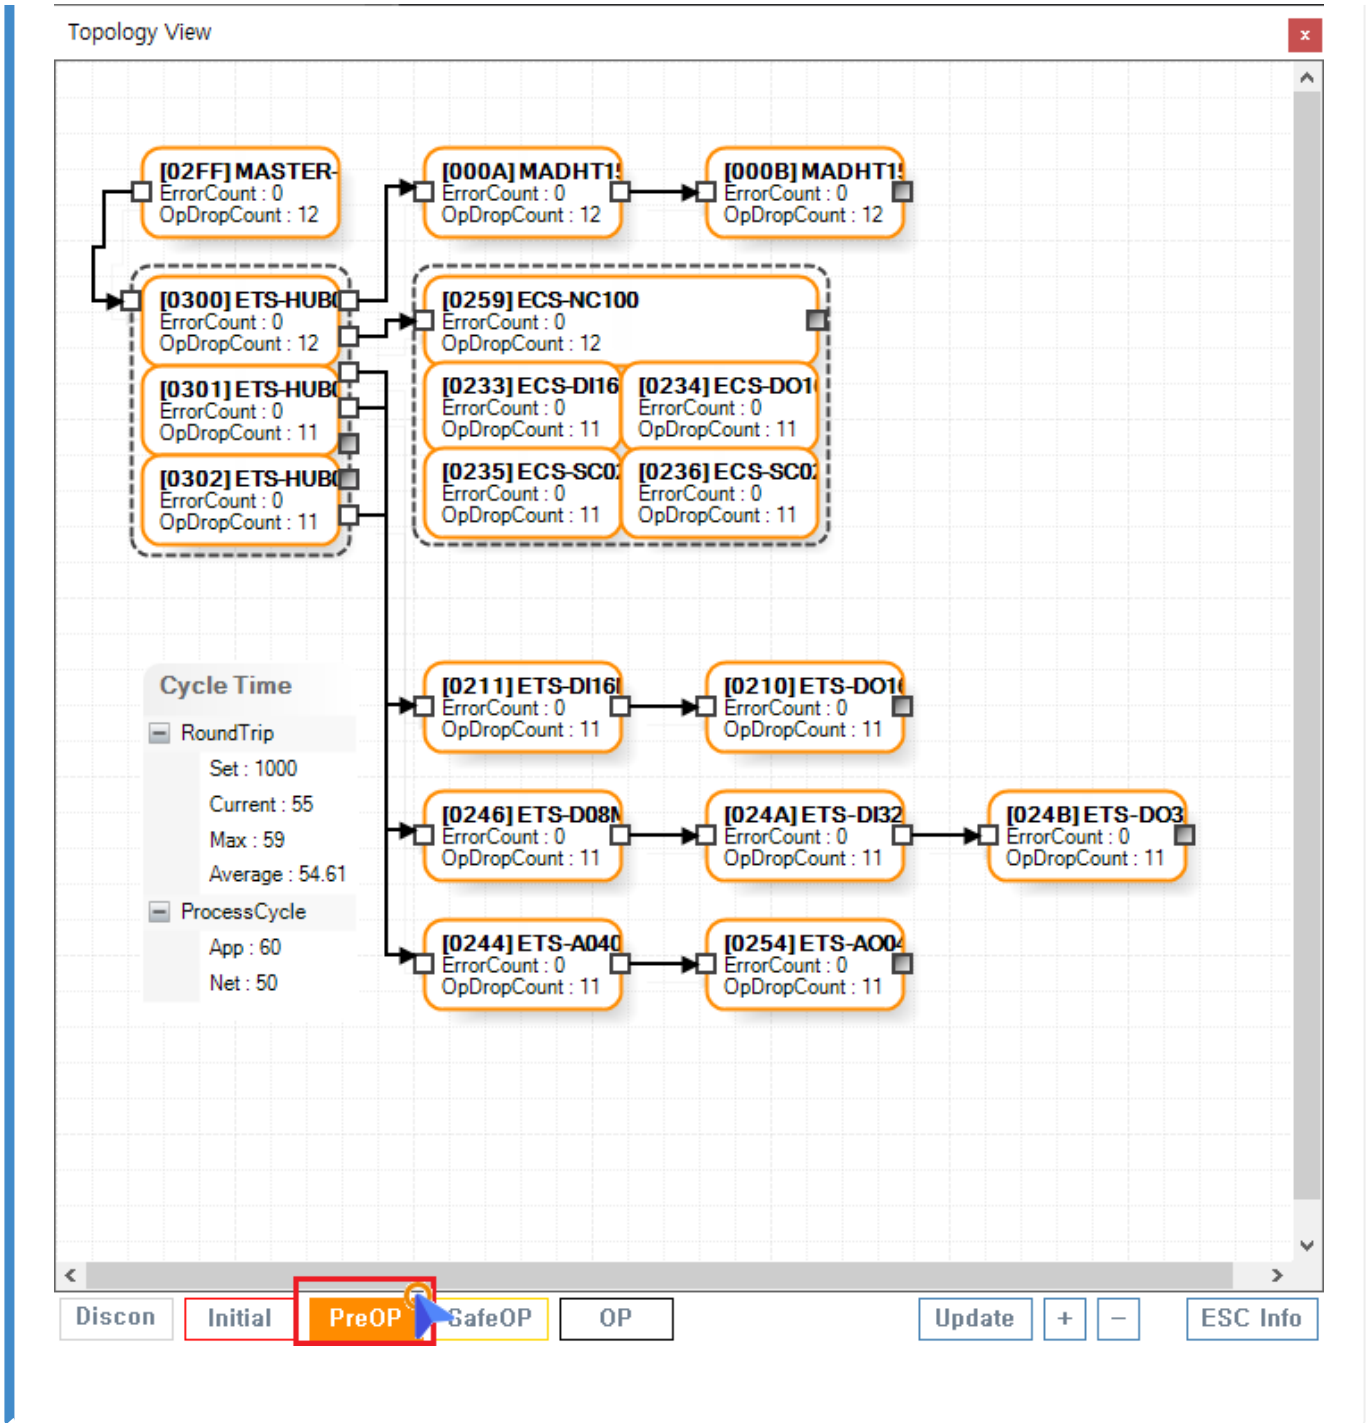 Topology View
x
[02FF] MASTER-
ErrorCount : 0
OpDropCount : 12
[000A] MADHT1
ErrorCount : 0
OpDropCount : 12
[000B] MADHT1
ErrorCount : 0
OpDropCount : 12
[0300] ETS-HUB
ErrorCount : 0
OpDropCount : 12
[0301] ETS-HUB
ErrorCount : 0
OpDropCount : 11
[0302] ETS-HUB
ErrorCount : 0
OpDropCount : 11
[0259] ECS-NC100
ErrorCount : 0
OpDropCount : 12
[0233] ECS-DI16
ErrorCount : 0
OpDropCount : 11
[0234] ECS-DO1
ErrorCount : 0
OpDropCount : 11
[0235] ECS-SC02
ErrorCount : 0
OpDropCount : 11
[0236] ECS-SC02
ErrorCount : 0
OpDropCount : 11
[0211] ETS-DI16
ErrorCount : 0
OpDropCount : 11
[0210] ETS-DO16
ErrorCount : 0
OpDropCount : 11
[0246] ETS-D08
ErrorCount : 0
OpDropCount : 11
[024A] ETS-DI32
ErrorCount : 0
OpDropCount : 11
[024B] ETS-DO3
ErrorCount : 0
OpDropCount : 11
[0244] ETS-A040
ErrorCount : 0
OpDropCount : 11
[0254] ETS-AO04
ErrorCount : 0
OpDropCount : 11
Cycle Time
RoundTrip
Set : 1000
Current : 55
Max : 59
Average : 54.61
ProcessCycle
App : 60
Net : 50
Discon
Initial
PreOP
SafeOP
OP
Update
+
−
ESC Info